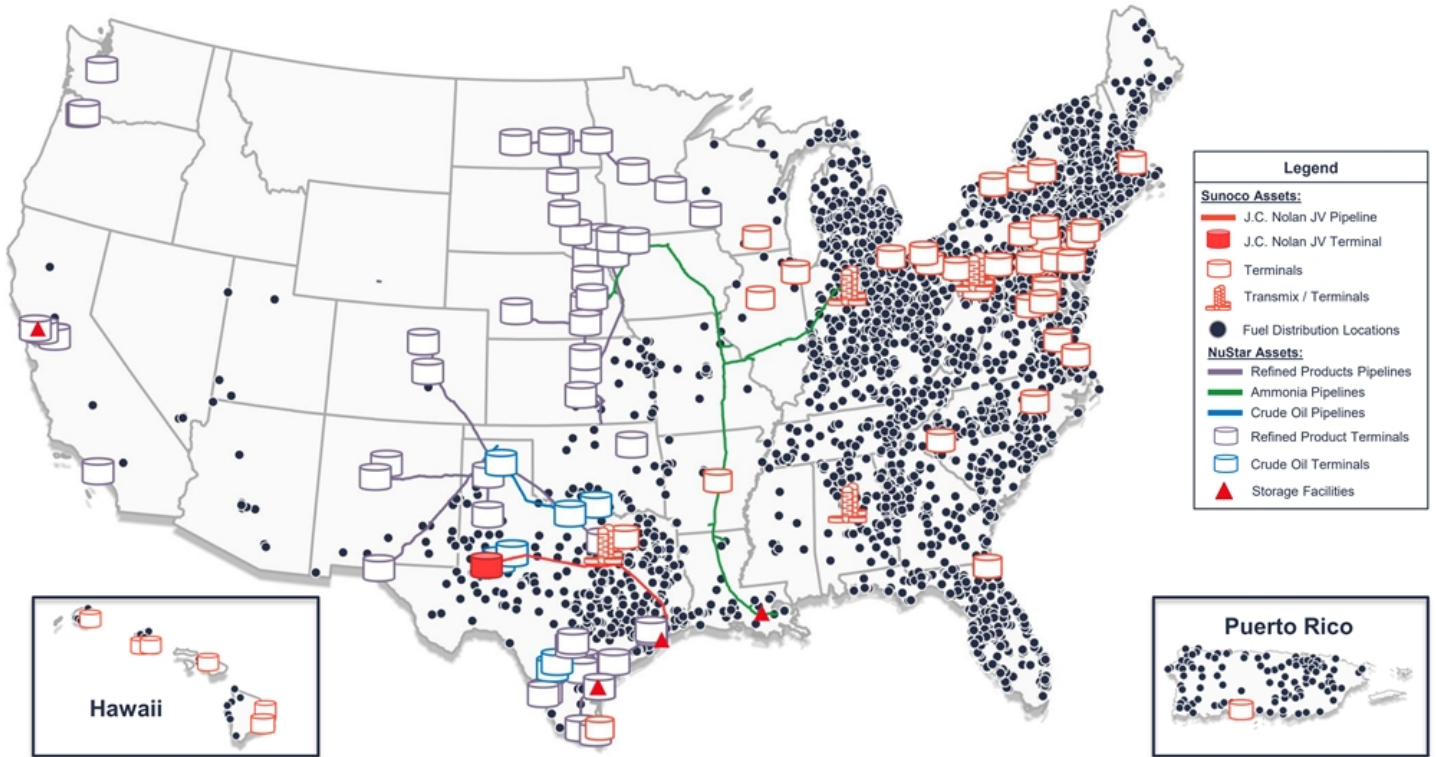 Legend
Sunoco Assets:
J.C. Nolan JV Pipeline
J.C. Nolan JV Terminal
Terminals
Transmix / Terminals
Fuel Distribution Locations
NuStar Assets:
Refined Products Pipelines
Ammonia Pipelines
Crude Oil Pipelines
Refined Product Terminals
Crude Oil Terminals
Storage Facilities
Hawaii
Puerto Rico